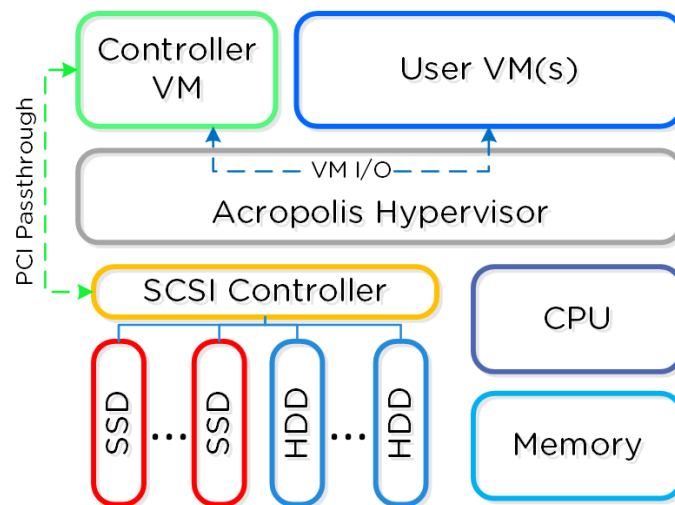 Controller
VM
User VM(s)
PCI Passthrough
VM I/O
Acropolis Hypervisor
SCSI Controller
CPU
SSD
...
SSD
HDD
...
HDD
Memory